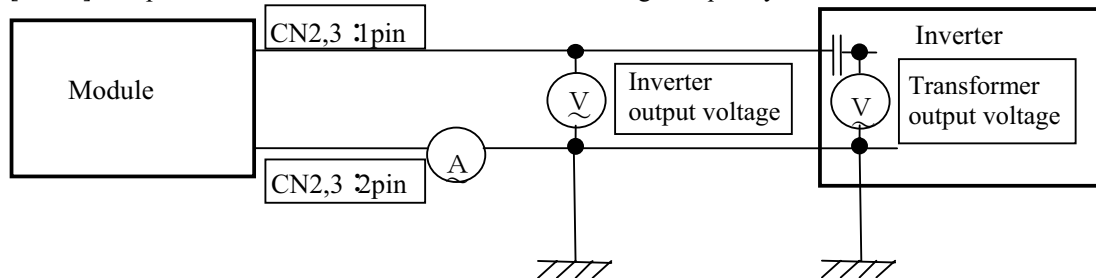 CN2,3 :1pin
Inverter
Module
Inverter
output voltage
Transformer
output voltage
V
V
A
CN2,3 :2pin